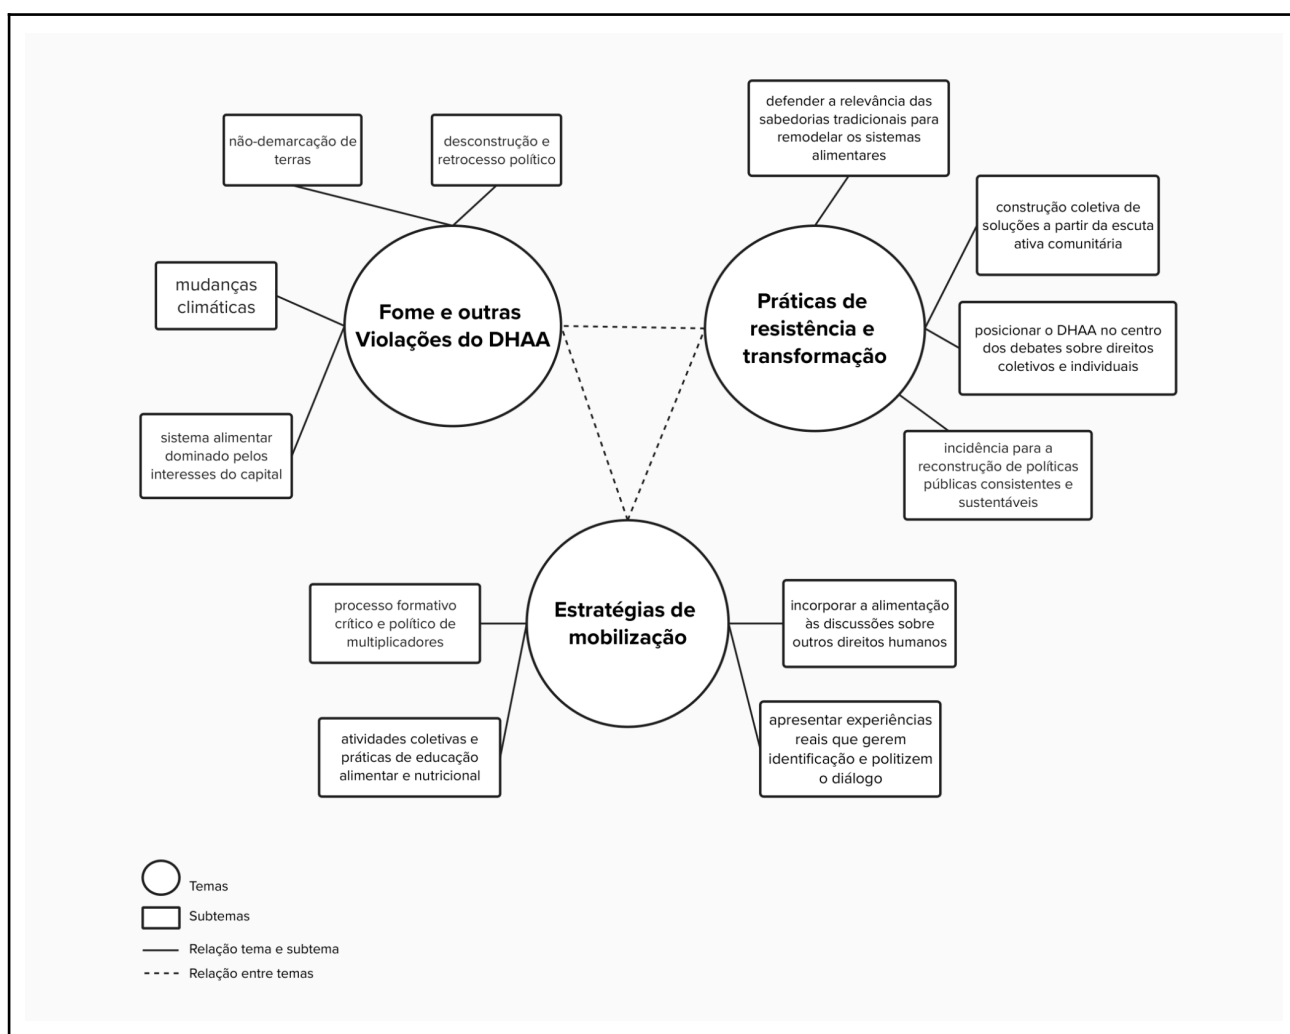 não-demarcação de
terras
desconstrução e
retrocesso político
mudanças
climáticas
sistema alimentar
dominado pelos
interesses do capital
Fome e outras
Violações do DHAA
defender a relevância das
sabedorias tradicionais para
remodelar os sistemas
alimentares
construção coletiva de
soluções a partir da escuta
ativa comunitária
posicionar o DHAA no centro
dos debates sobre direitos
coletivos e individuais
incidência para a
reconstrução de políticas
públicas consistentes e
sustentáveis
Práticas de
resistência e
transformação
processo formativo
crítico e político de
multiplicadores
atividades coletivas e
práticas de educação
alimentar e nutricional
Estratégias de
mobilização
incorporar a alimentação
às discussões sobre
outros direitos humanos
apresentar experiências
reais que gerem
identificação e politizem
o diálogo
Temas
Subtemas
Relação tema e subtema
Relação entre temas